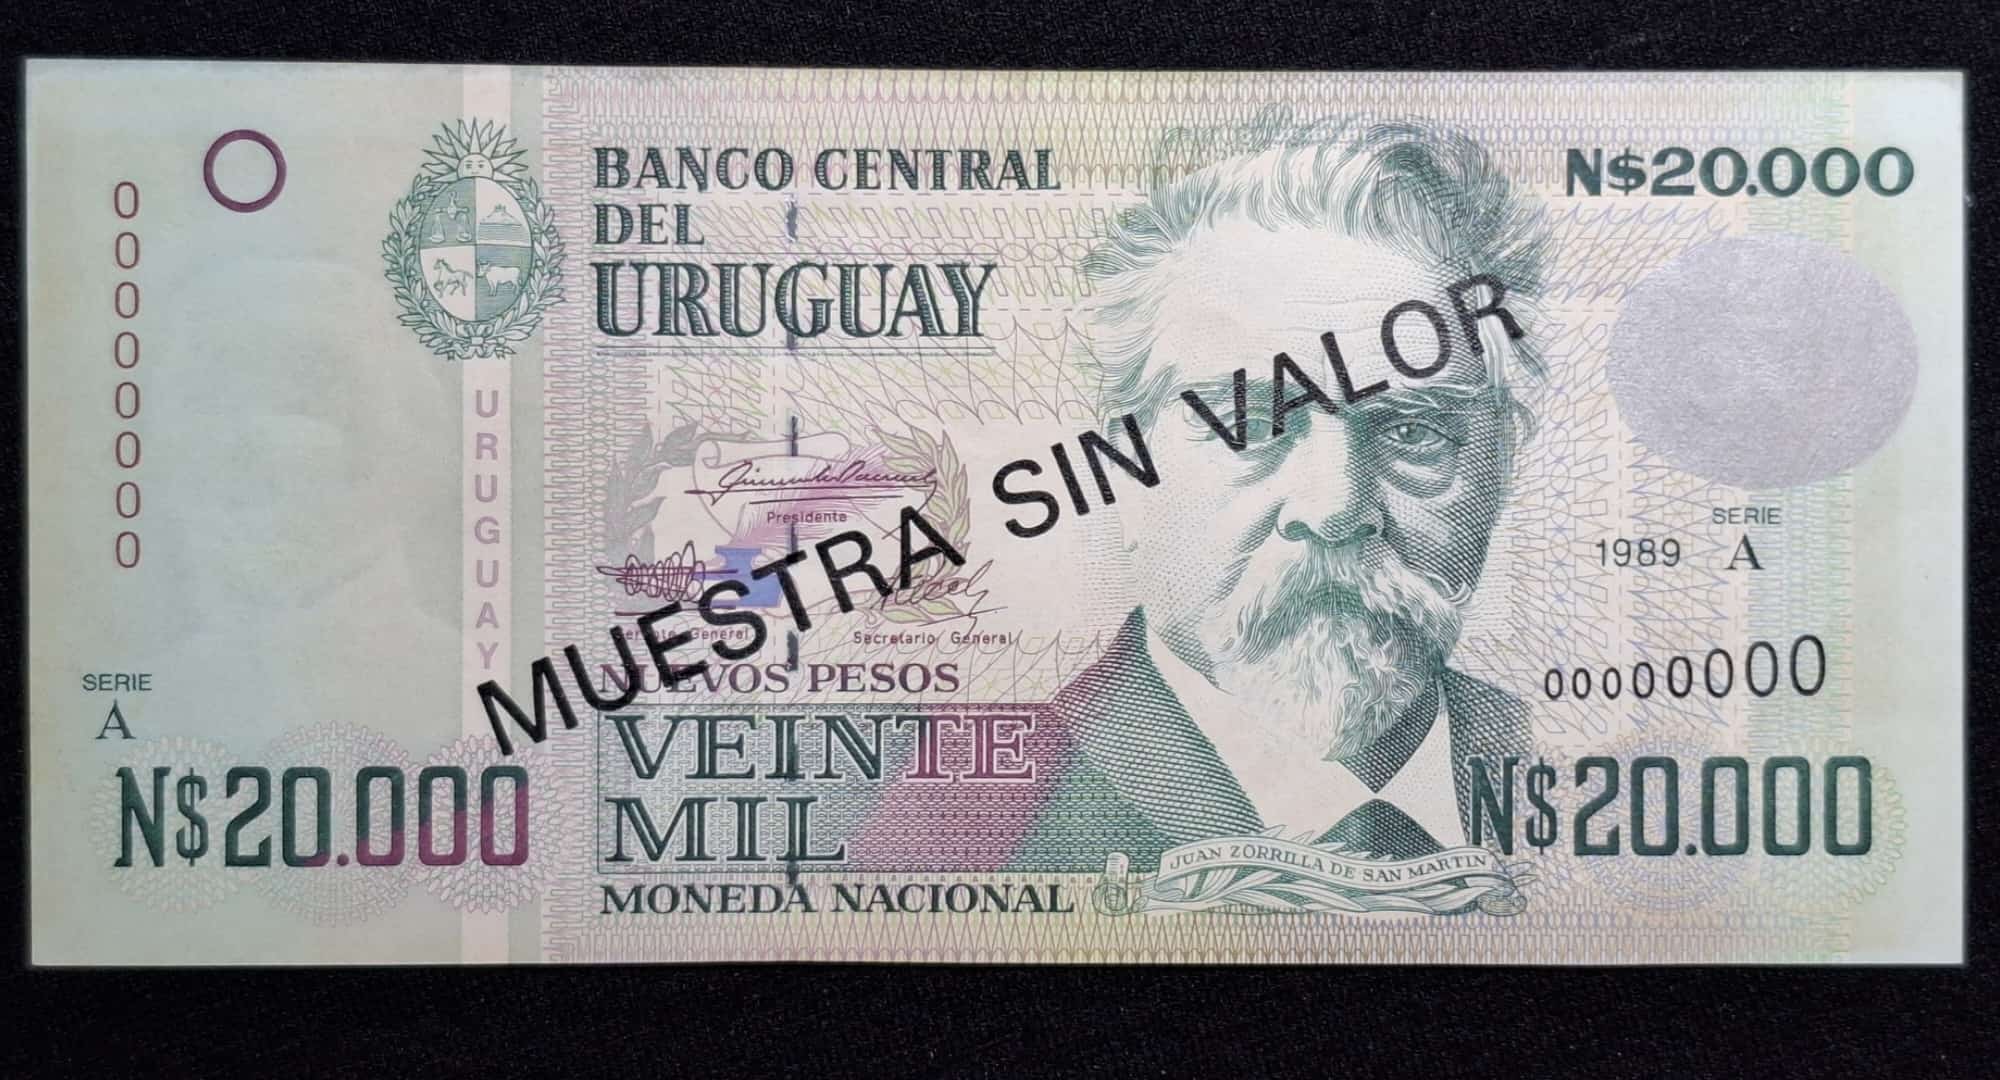 00000000
BANCO CENTRAL
DEL
URUGUAY
N$20.000
URUGUAY
MUESTRA SIN VALOR
Presidente
Gerente General
Secretario General
SERIE
1989 A
00000000
NUEVOS PESOS
SERIE
A
VEINTE
MIL
N$20.000
N$20.000
JUAN ZORRILLA DE SAN MARTIN
MONEDA NACIONAL